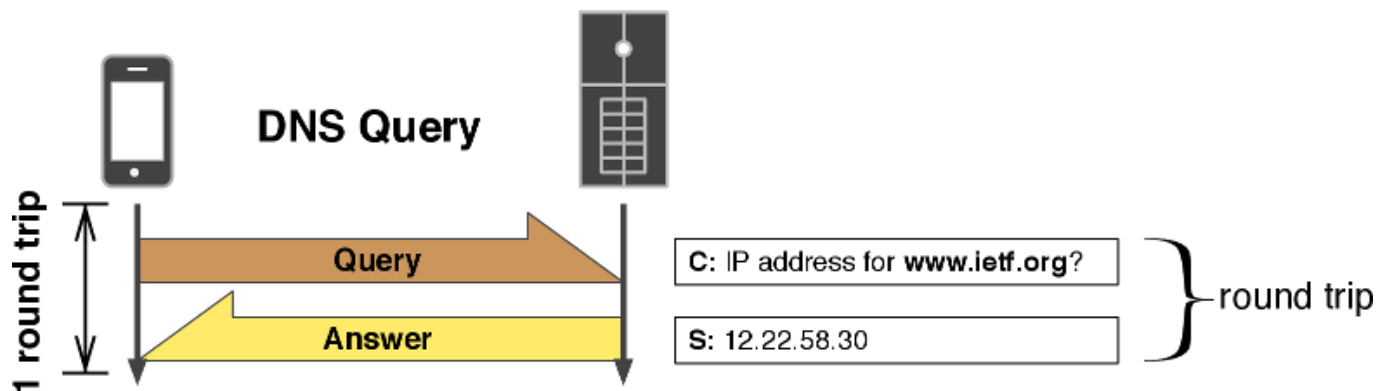 DNS Query
1 round trip
Query
C: IP address for www.ietf.org?
round trip
Answer
S: 12.22.58.30